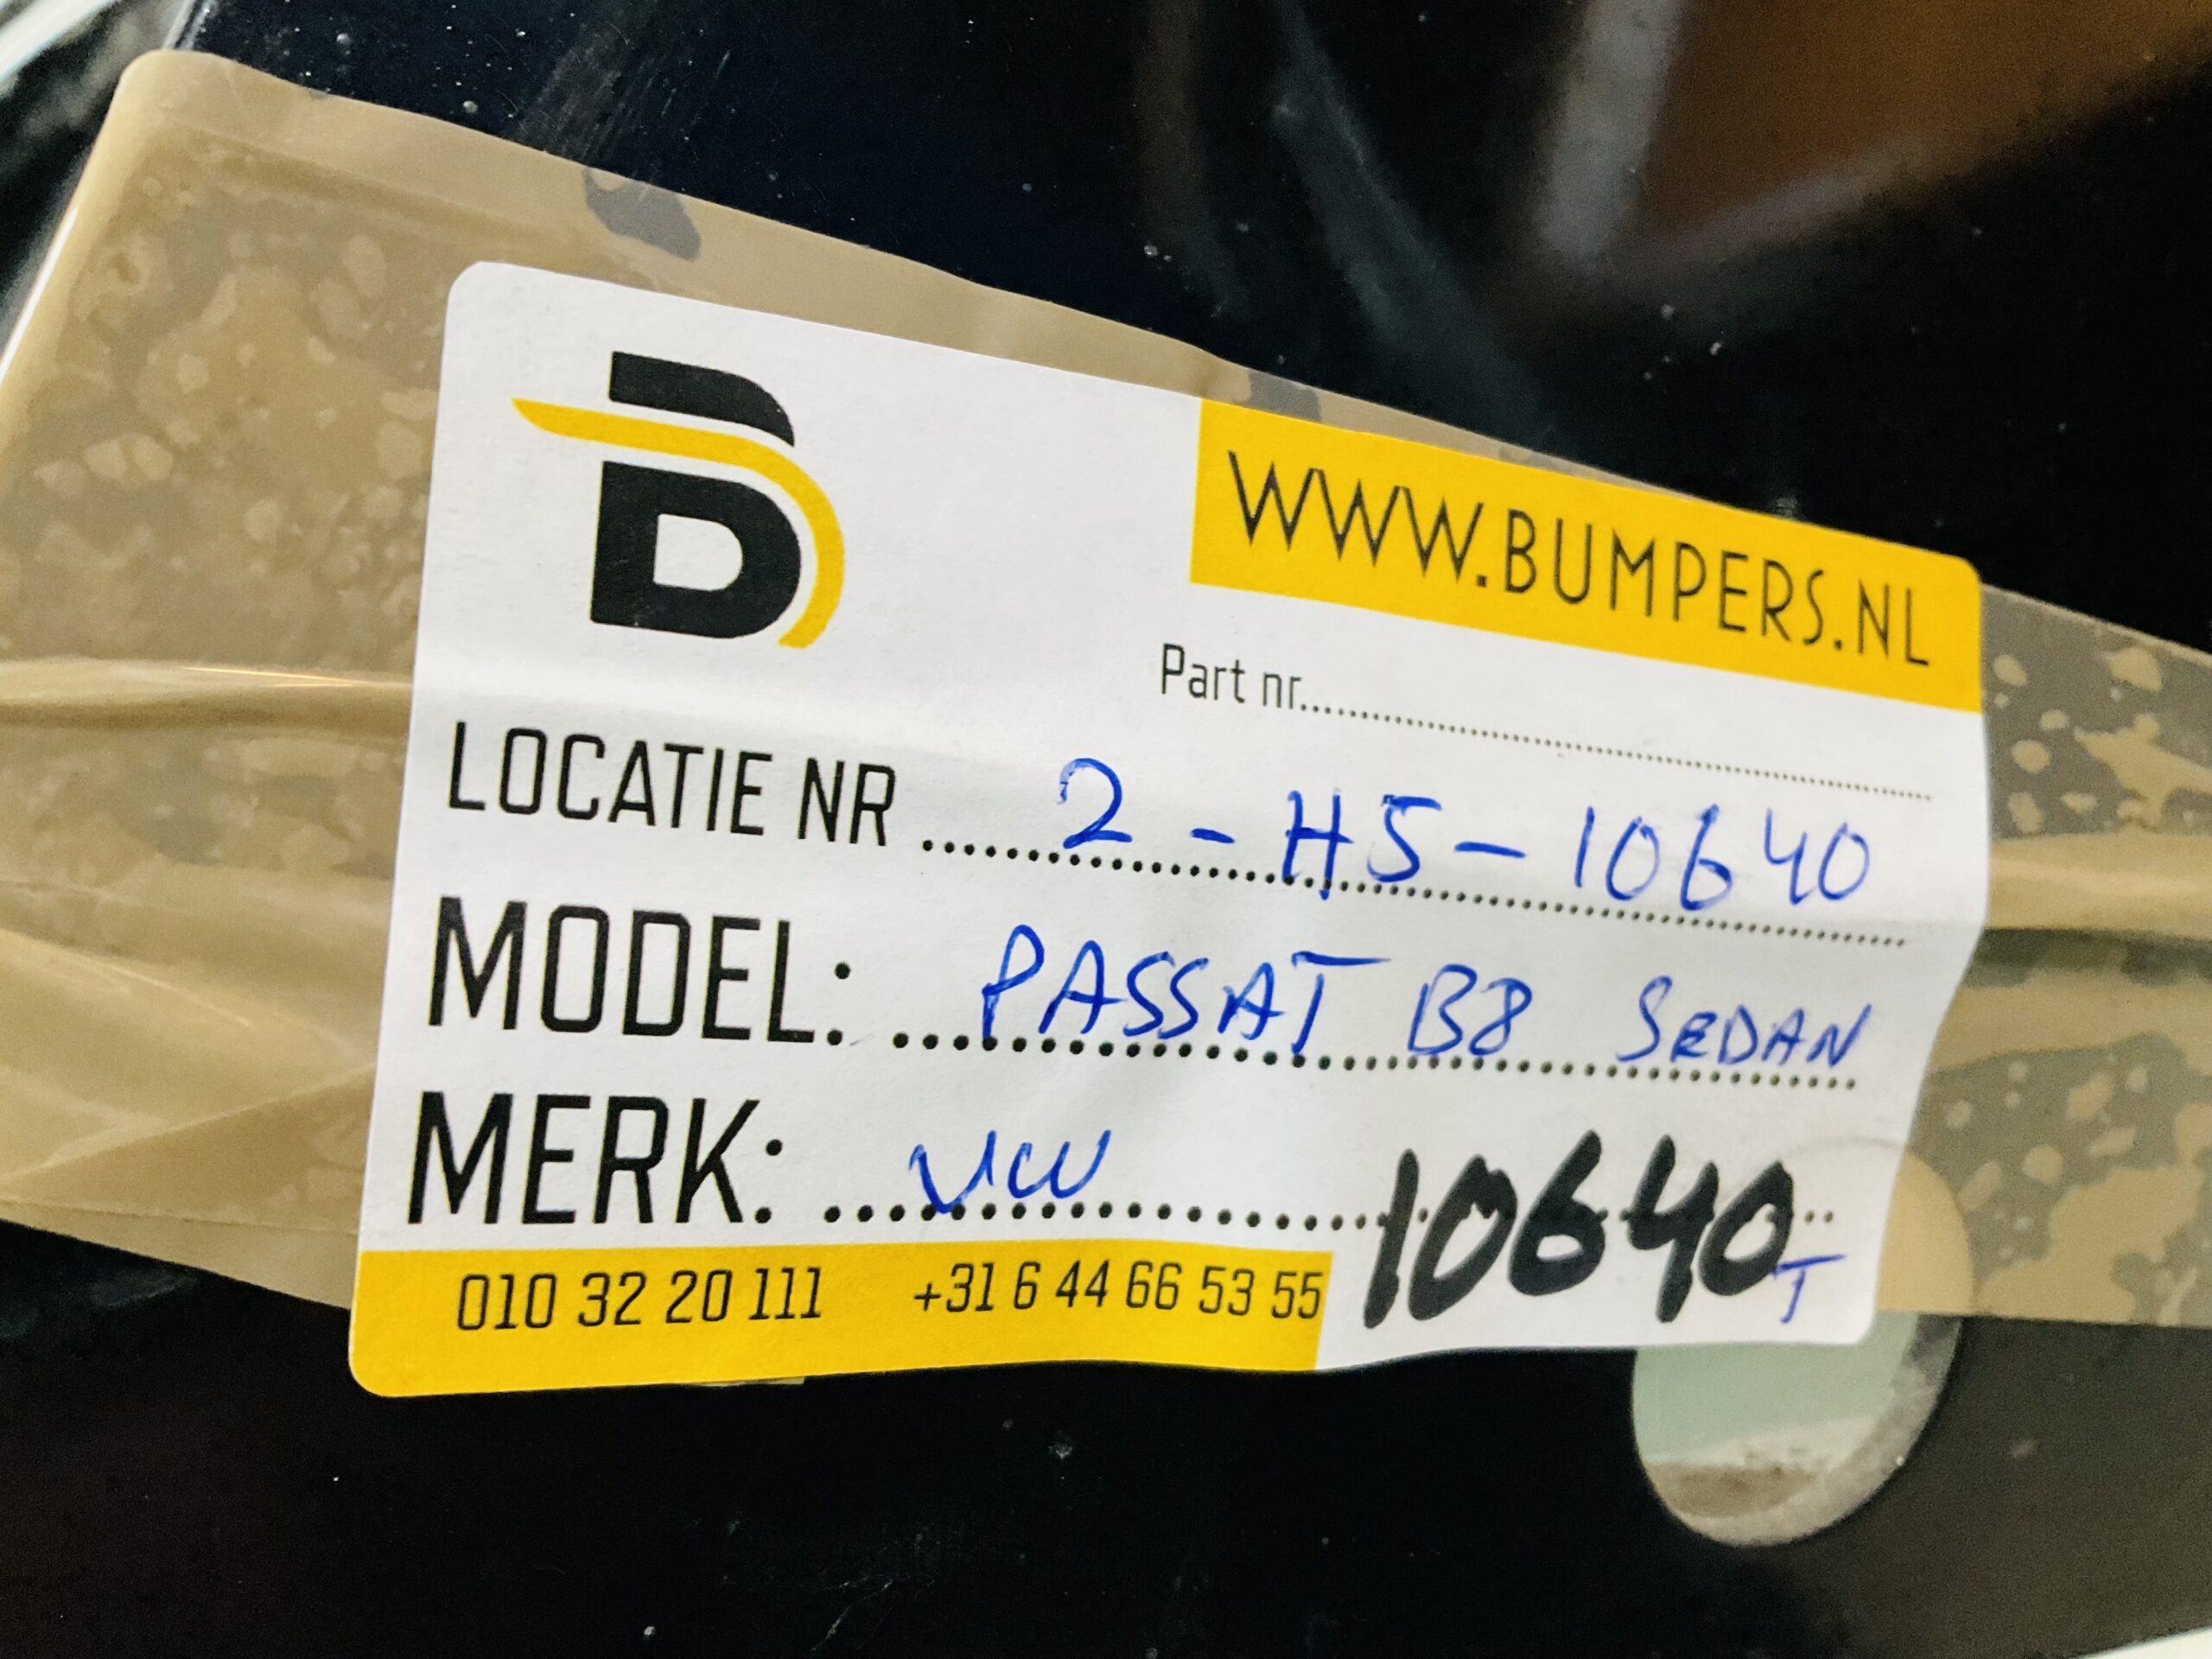 B
WWW.BUMPERS.NL
Part nr..............................
LOCATIE NR .... 2 - H5 - 10640
MODEL: ... PASSAT B8 SEDAN
MERK: ... VW 10640
T
010 32 20 111 +31 6 44 66 53 55